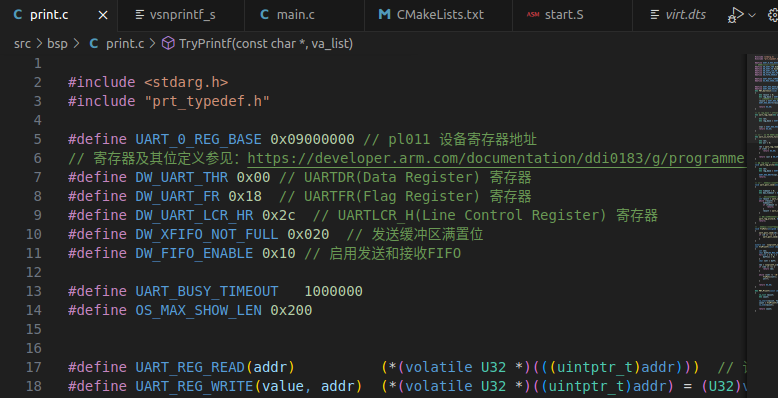 C print.c × vsnprintf_s C main.c M CMakeLists.txt ASM start.S virt.dts
src > bsp > C print.c > TryPrintf(const char *, va_list)
1
2 #include <stdarg.h>
3 #include "prt_typedef.h"
4
5 #define UART_0_REG_BASE 0x09000000 // pl011 设备寄存器地址
6 // 寄存器及其位定义参见：https://developer.arm.com/documentation/ddi0183/g/programme
7 #define DW_UART_THR 0x00 // UARTDR(Data Register) 寄存器
8 #define DW_UART_FR 0x18  // UARTFR(Flag Register) 寄存器
9 #define DW_UART_LCR_HR 0x2c  // UARTLCR_H(Line Control Register) 寄存器
10 #define DW_XFIFO_NOT_FULL 0x020  // 发送缓冲区满置位
11 #define DW_FIFO_ENABLE 0x10 // 启用发送和接收FIFO
12
13 #define UART_BUSY_TIMEOUT   1000000
14 #define OS_MAX_SHOW_LEN 0x200
15
16
17 #define UART_REG_READ(addr)          (*(volatile U32 *)(((uintptr_t)addr)))  //
18 #define UART_REG_WRITE(value, addr)  (*(volatile U32 *)((uintptr_t)addr) = (U32)v